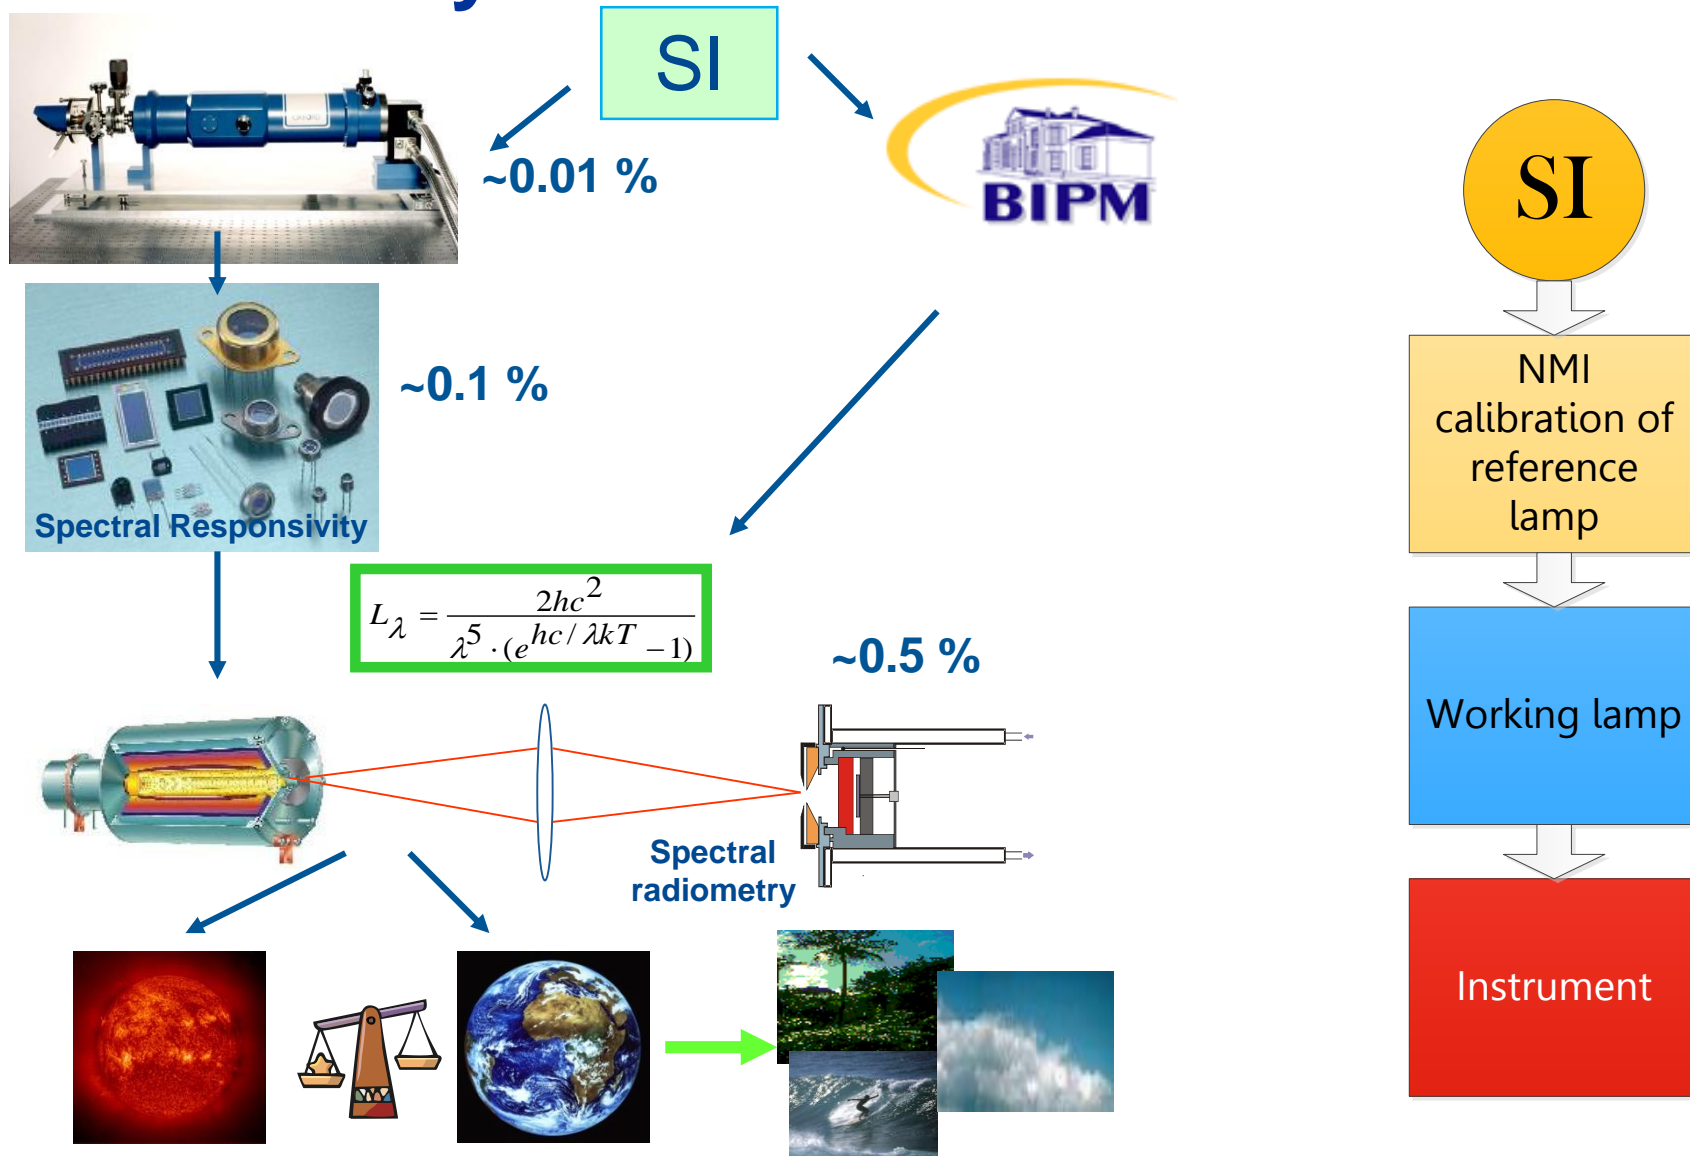 y
SI
~0.01 %
BIPM
~0.1 %
Spectral Responsivity
L_λ = 2hc^2 / λ^5 · (e^{hc / λkT} − 1)
~0.5 %
Spectral
radiometry
SI
NMI
calibration of
reference
lamp
Working lamp
Instrument